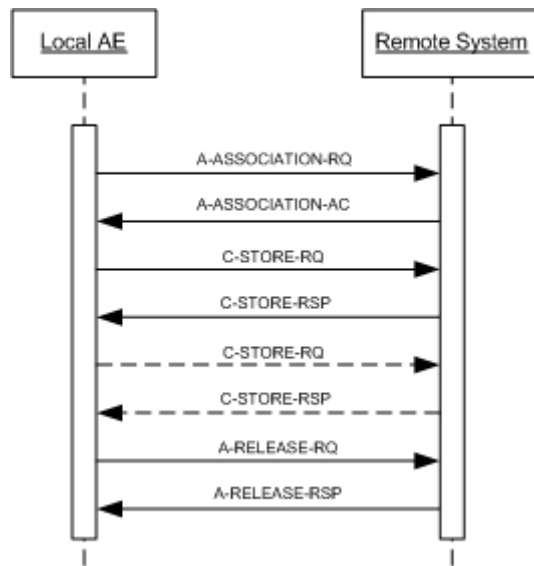 Local AE
Remote System
A-ASSOCIATION-RQ
A-ASSOCIATION-AC
C-STORE-RQ
C-STORE-RSP
C-STORE-RQ
C-STORE-RSP
A-RELEASE-RQ
A-RELEASE-RSP